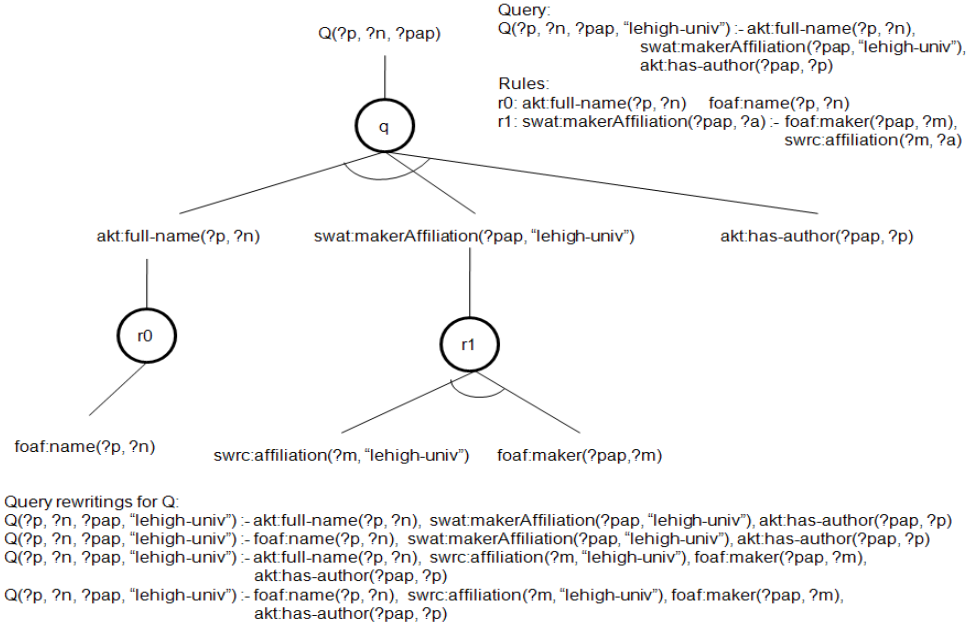 Q(?p, ?n, ?pap)
Query:
Q(?p, ?n, ?pap, “lehigh-univ”) :- akt:full-name(?p, ?n),
swat:makerAffiliation(?pap, “lehigh-univ”),
akt:has-author(?pap, ?p)
Rules:
r0: akt:full-name(?p, ?n) foaf:name(?p, ?n)
r1: swat:makerAffiliation(?pap, ?a) :- foaf:maker(?pap, ?m),
swrc:affiliation(?m, ?a)
q
akt:full-name(?p, ?n) swat:makerAffiliation(?pap, “lehigh-univ”) akt:has-author(?pap, ?p)
r0 r1
foaf:name(?p, ?n) swrc:affiliation(?m, “lehigh-univ”) foaf:maker(?pap,?m)
Query rewritings for Q:
Q(?p, ?n, ?pap, “lehigh-univ”) :- akt:full-name(?p, ?n), swat:makerAffiliation(?pap, “lehigh-univ”), akt:has-author(?pap, ?p)
Q(?p, ?n, ?pap, “lehigh-univ”) :- foaf:name(?p, ?n), swat:makerAffiliation(?pap, “lehigh-univ”), akt:has-author(?pap, ?p)
Q(?p, ?n, ?pap, “lehigh-univ”) :- akt:full-name(?p, ?n), swrc:affiliation(?m, “lehigh-univ”), foaf:maker(?pap, ?m),
akt:has-author(?pap, ?p)
Q(?p, ?n, ?pap, “lehigh-univ”) :- foaf:name(?p, ?n), swrc:affiliation(?m, “lehigh-univ”), foaf:maker(?pap, ?m),
akt:has-author(?pap, ?p)